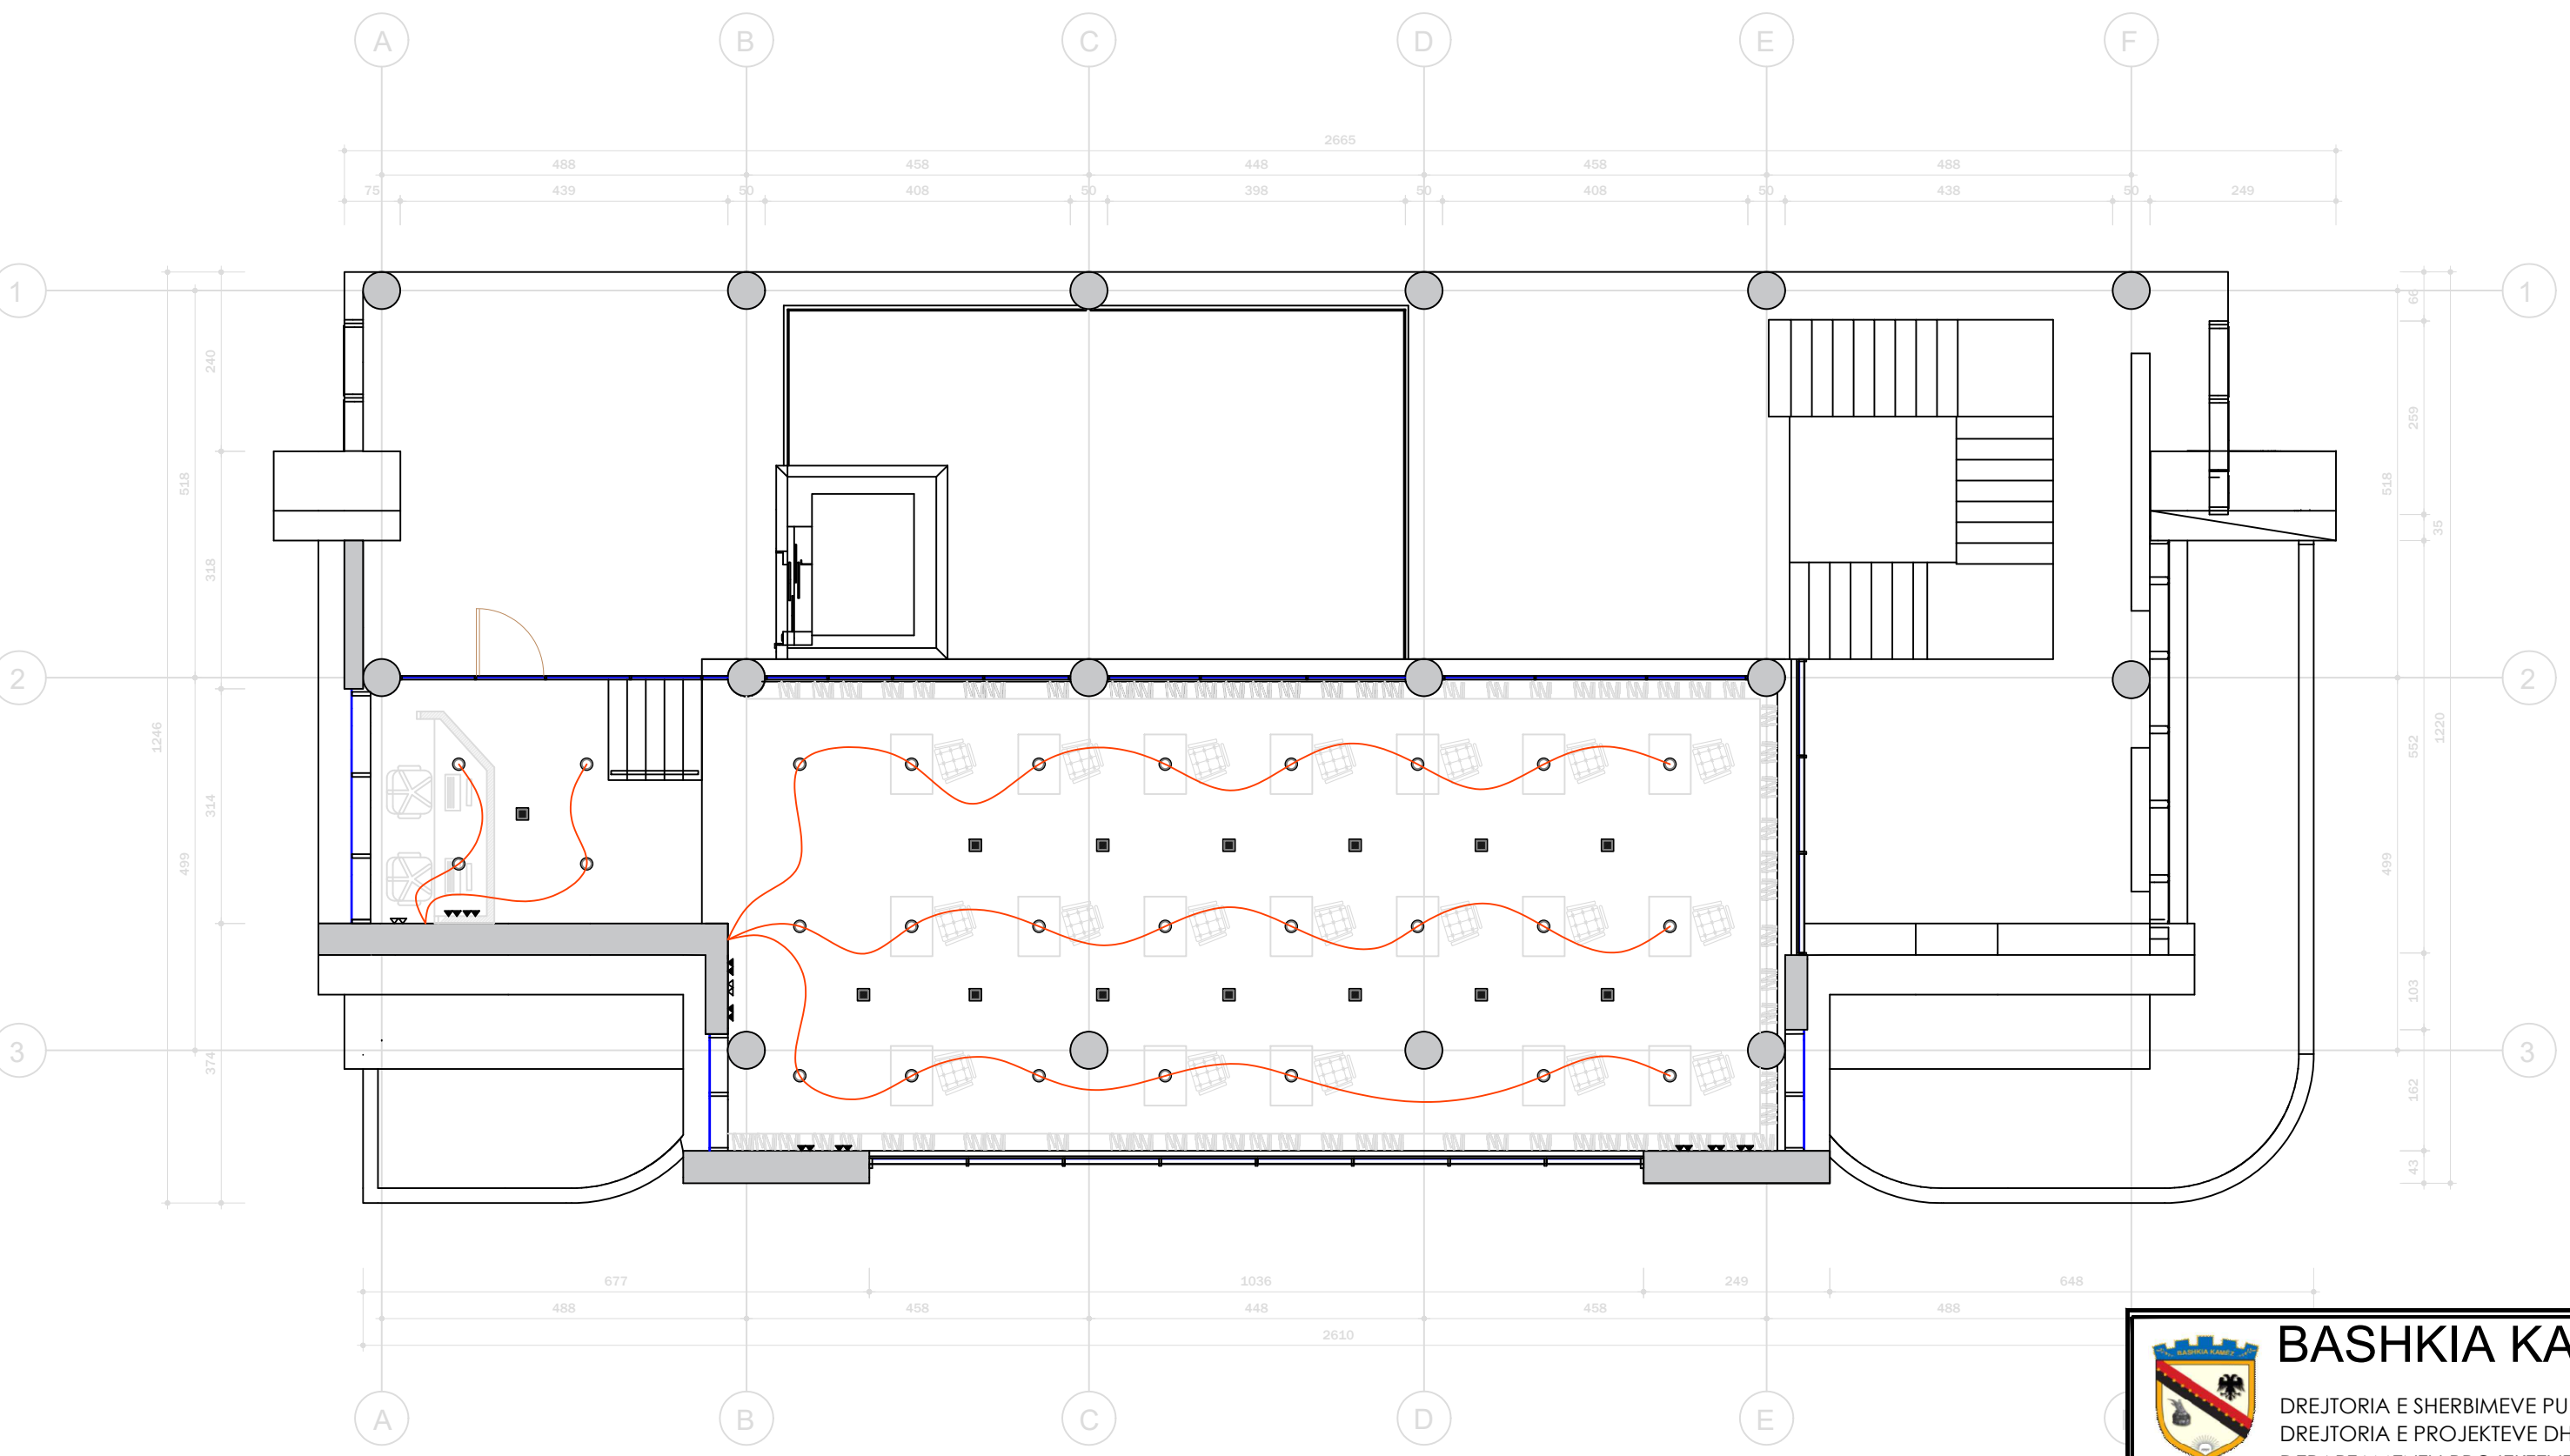 A B C D E F
2665
488 458 448 458 488
75 439 50 408 50 398 50 408 50 438 50 249
1 1
240 66
518 259
318 518 35
2 2
1246 314 552 1220
499 499
103
3 3
374 162
43
677 1036 249 648
488 458 448 458 488
2610
A B C D E
BASHKIA KAMËZ
BASHKIA KA
DREJTORIA E SHERBIMEVE PU
DREJTORIA E PROJEKTEVE DH